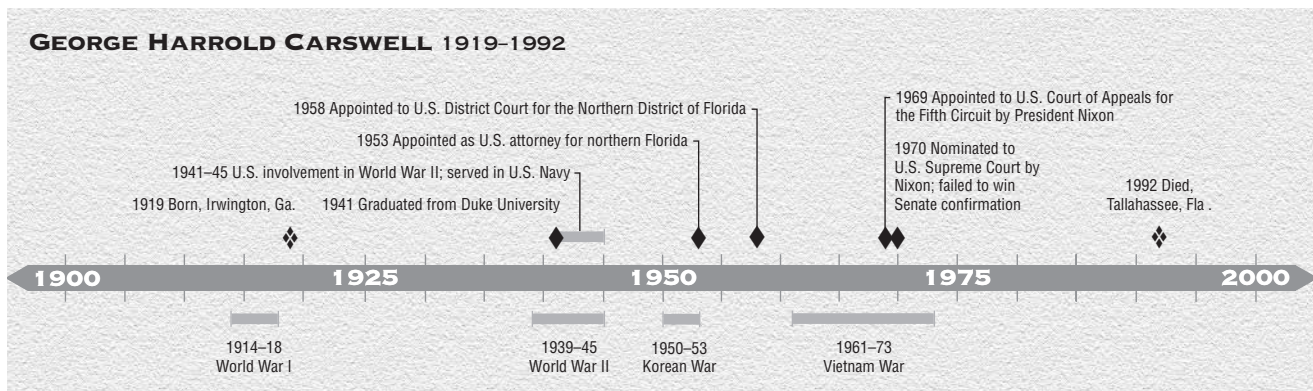 GEORGE HARROLD CARSWELL 1919–1992
1958 Appointed to U.S. District Court for the Northern District of Florida
1969 Appointed to U.S. Court of Appeals for
the Fifth Circuit by President Nixon
1953 Appointed as U.S. attorney for northern Florida
1970 Nominated to
U.S. Supreme Court by
Nixon; failed to win
Senate confirmation
1941–45 U.S. involvement in World War II; served in U.S. Navy
1919 Born, Irwington, Ga.
1941 Graduated from Duke University
1992 Died,
Tallahassee, Fla .
1900
1925
1950
1975
2000
1914–18
World War I
1939–45
World War II
1950–53
Korean War
1961–73
Vietnam War